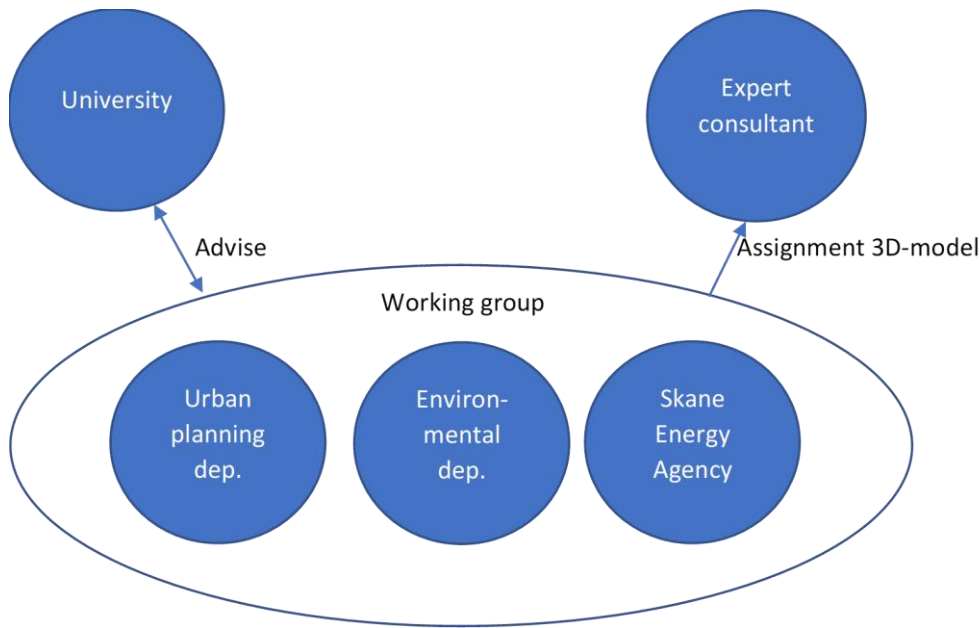 University
Expert
consultant
Advise
Assignment 3D-model
Working group
Urban
planning
dep.
Environ-
mental
dep.
Skane
Energy
Agency